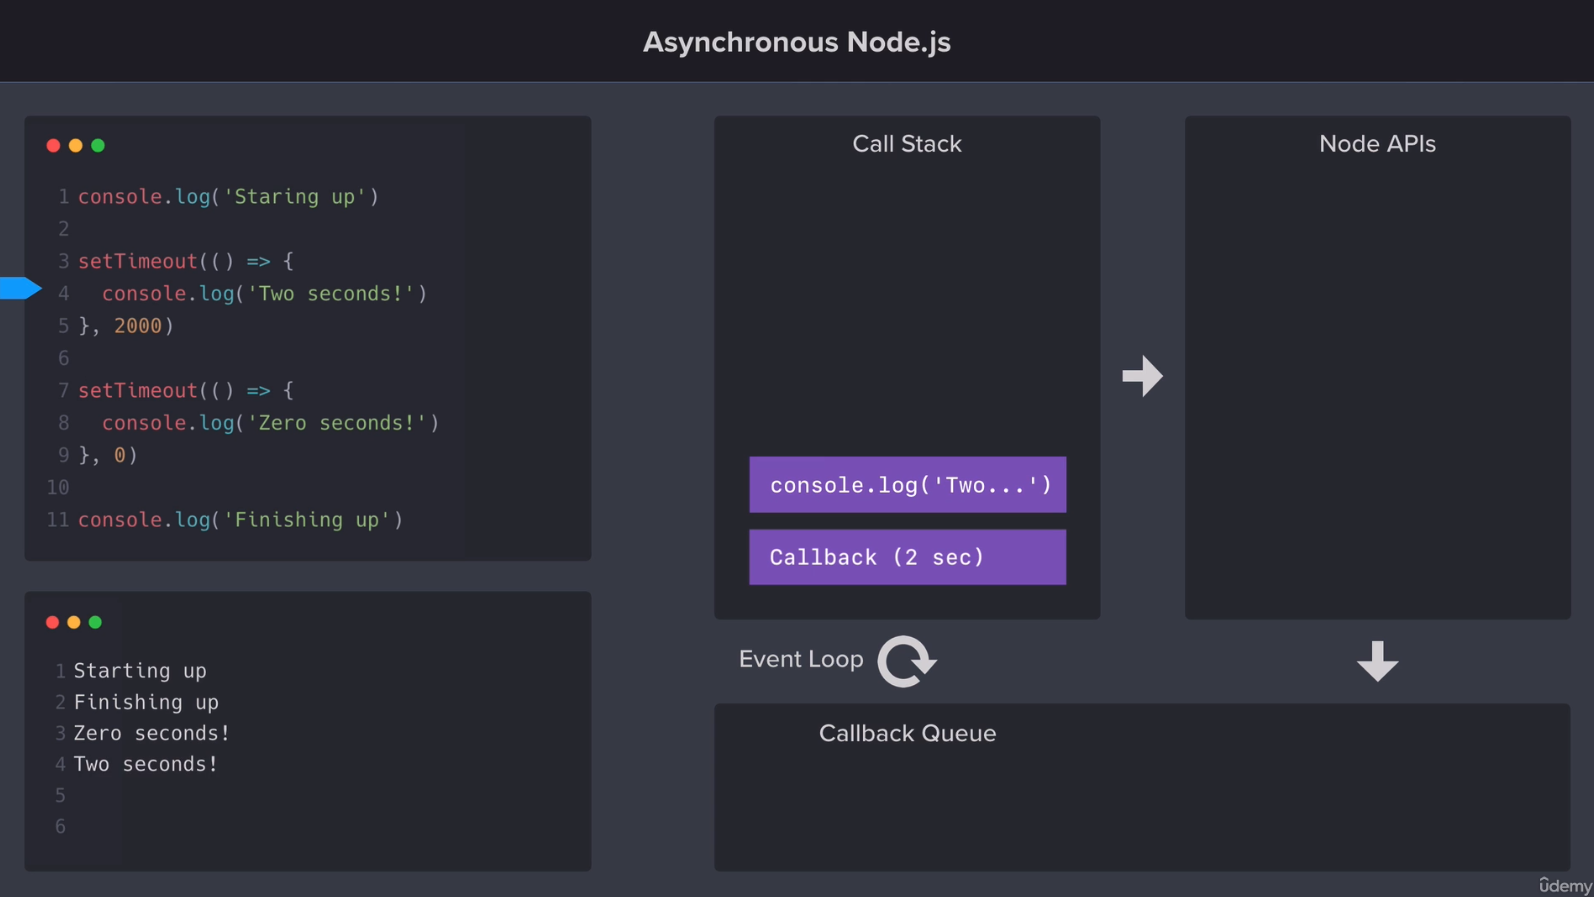 Asynchronous Node.js
1 console.log('Staring up')
2
3 setTimeout(() => {
4   console.log('Two seconds!')
5 }, 2000)
6
7 setTimeout(() => {
8   console.log('Zero seconds!')
9 }, 0)
10
11 console.log('Finishing up')
1 Starting up
2 Finishing up
3 Zero seconds!
4 Two seconds!
5
6
Call Stack
console.log('Two...')
Callback (2 sec)
Node APIs
Event Loop
Callback Queue
ûdemy